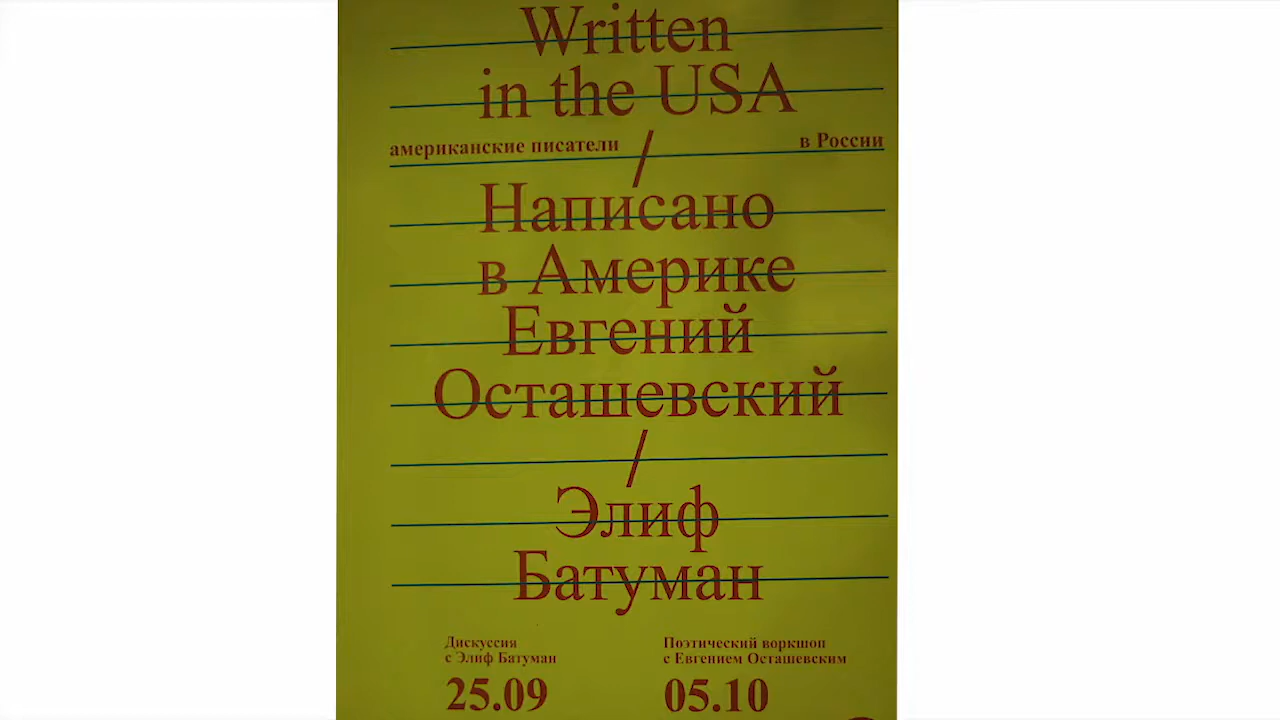 Written
in the USA
американские писатели / в России
Написано
в Америке
Евгений
Осташевский
/
Элиф
Батуман
Дискуссия Поэтический воркшоп
с Элиф Батуман с Евгением Осташевским
25.09 05.10